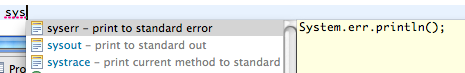 sys
syserr - print to standard error
System.err.println();
sysout - print to standard out
systrace - print current method to standard
Pro